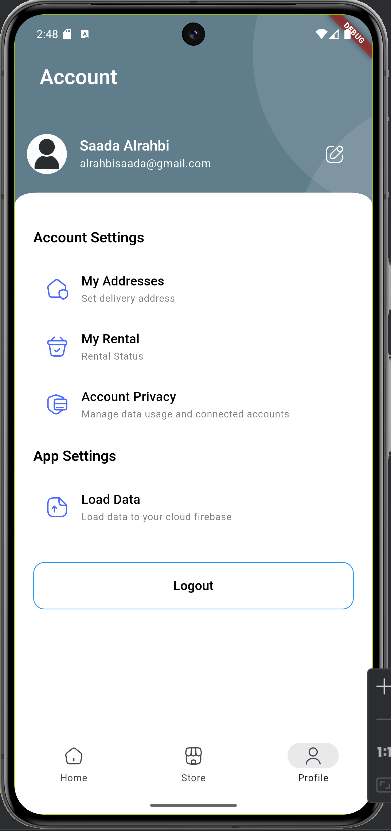 2:48
DEBUG
Account
Saada Alrahbi
alrahbisaada@gmail.com
Account Settings
My Addresses
Set delivery address
My Rental
Rental Status
Account Privacy
Manage data usage and connected accounts
App Settings
Load Data
Load data to your cloud firebase
Logout
Home
Store
Profile
1:1